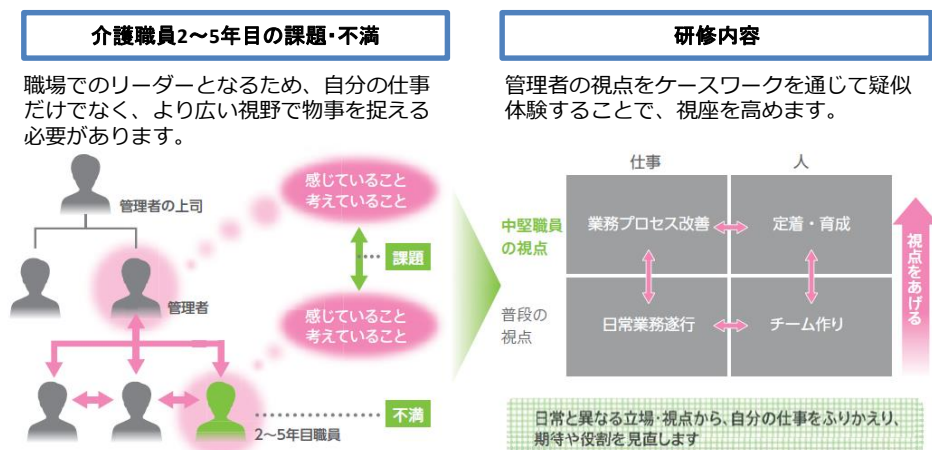 介護職員2～5年目の課題・不満
職場でのリーダーとなるため、自分の仕事
だけでなく、より広い視野で物事を捉える
必要があります。
管理者の上司
管理者
感じていること
考えていること
課題
感じていること
考えていること
不満
2～5年目職員
研修内容
管理者の視点をケースワークを通じて疑似
体験することで、視座を高めます。
仕事
人
中堅職員
の視点
業務プロセス改善
定着・育成
普段の
視点
日常業務遂行
チーム作り
視点をあげる
日常と異なる立場・視点から、自分の仕事をふりかえり、
期待や役割を見直します